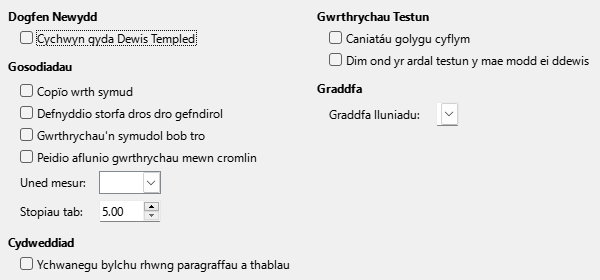 Dogfen Newydd
Cychwyn qyda Dewis Templed
Gosodiadau
Copïo wrth symud
Defnyddio storfa dros dro gefndirol
Gwrthrychau'n symudol bob tro
Peidio aflunio gwrthrychau mewn cromlin
Uned mesur:
Stopiau tab: 5.00
Cydweddiad
Ychwanegu bylchu rhwng paragraffau a thablau
Gwrthrychau Testun
Caniatáu golygu cyflym
Dim ond yr ardal testun y mae modd ei ddewis
Graddfa
Graddfa lluniadu: